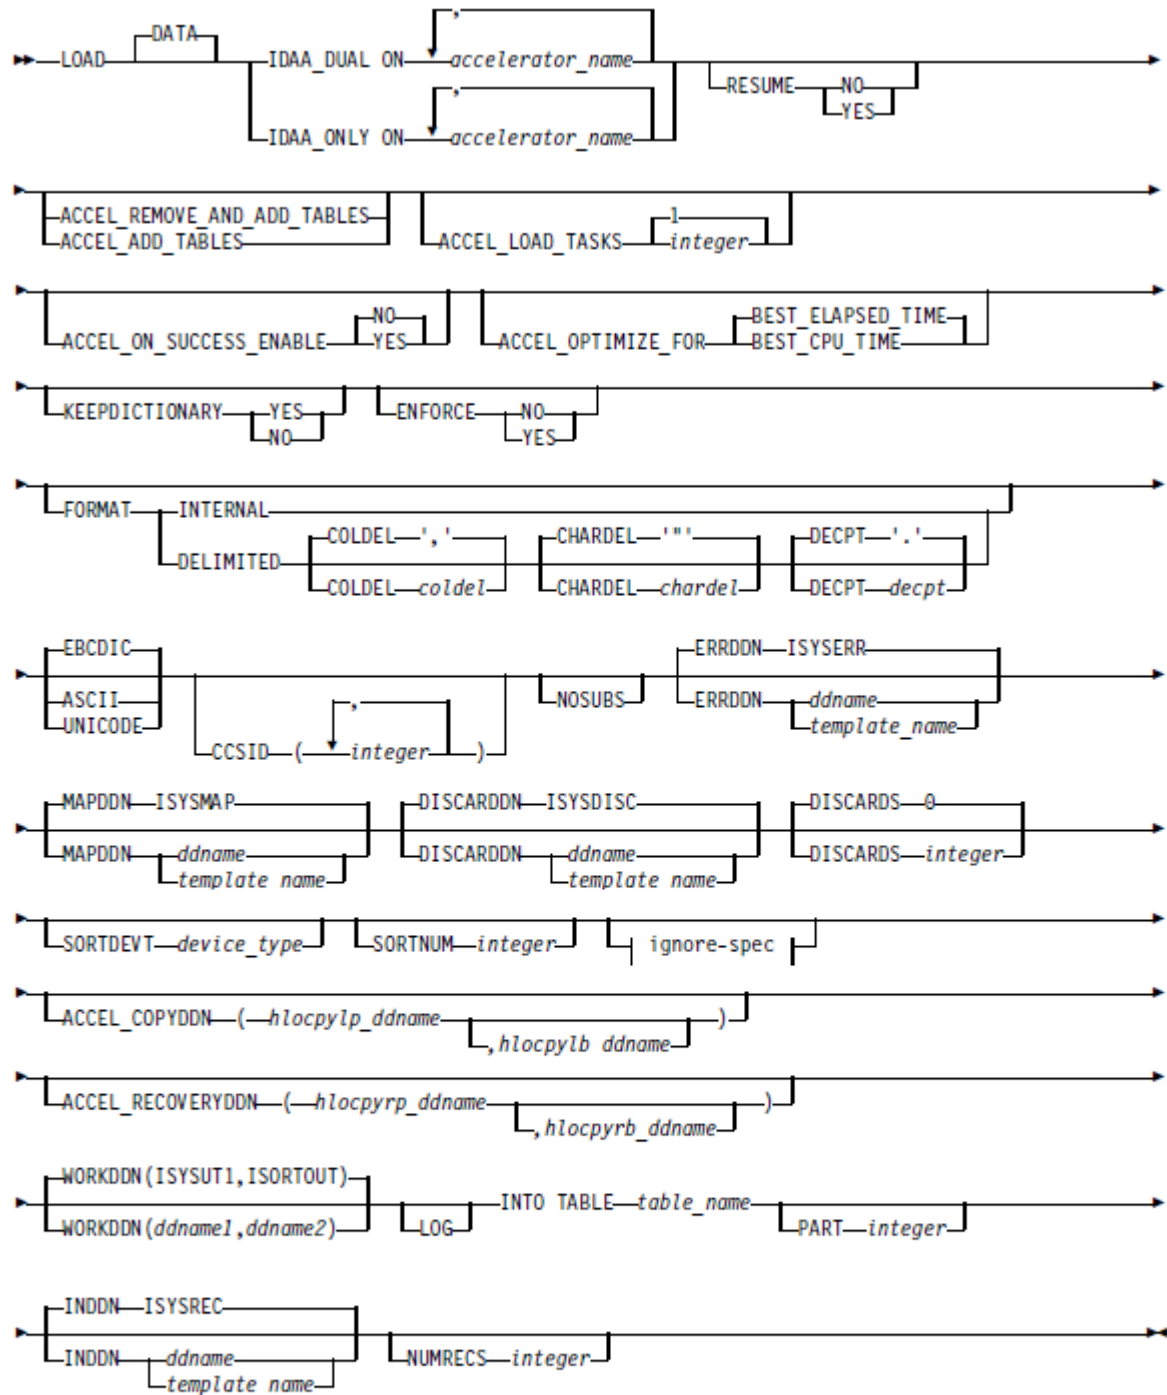 ,
DATA
LOAD IDAA_DUAL ON accelerator_name
, RESUME NO
YES
IDAA_ONLY ON accelerator_name
ACCEL_REMOVE_AND_ADD_TABLES 1
ACCEL_ADD_TABLES ACCEL_LOAD_TASKS integer
NO BEST_ELAPSED_TIME
ACCEL_ON_SUCCESS_ENABLE YES ACCEL_OPTIMIZE_FOR BEST_CPU_TIME
KEEPDICTIONARY YES ENFORCE NO
NO YES
FORMAT INTERNAL
COLDEL ',' CHARDEL '"' DECPT '.'
DELIMITED
COLDEL coldel CHARDEL chardel DECPT decpt
EBCDIC ERRDDN ISYSERR
ASCII , NOSUBS ERRDDN ddname
UNICODE template_name
CCSID ( integer )
MAPDDN ISYSMAP DISCARDDN ISYSDISC DISCARDS 0
MAPDDN ddname DISCARDDN ddname DISCARDS integer
template name template name
SORTDEVT device_type SORTNUM integer ignore-spec
ACCEL_COPYDDN ( hlocpylp_ddname )
,hlocpylb ddname
ACCEL_RECOVERYDDN ( hlocpyrp_ddname )
,hlocpyrb_ddname
WORKDDN(ISYSUT1,ISORTOUT)
INTO TABLE table_name
WORKDDN(ddname1,ddname2) LOG PART integer
INDDN ISYSREC
INDDN ddname NUMRECS integer
template name